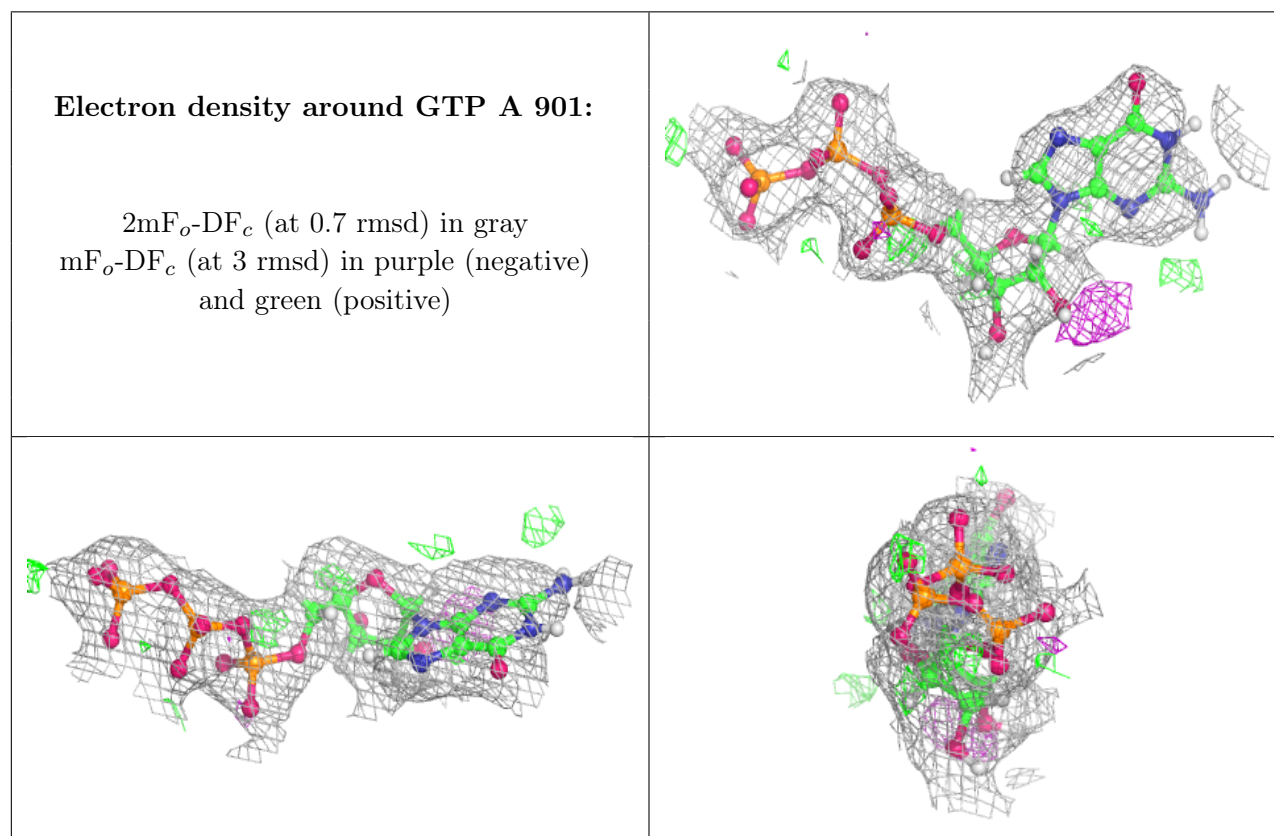 Electron density around GTP A 901:
2mFo-DFc (at 0.7 rmsd) in gray
mFo-DFc (at 3 rmsd) in purple (negative)
and green (positive)